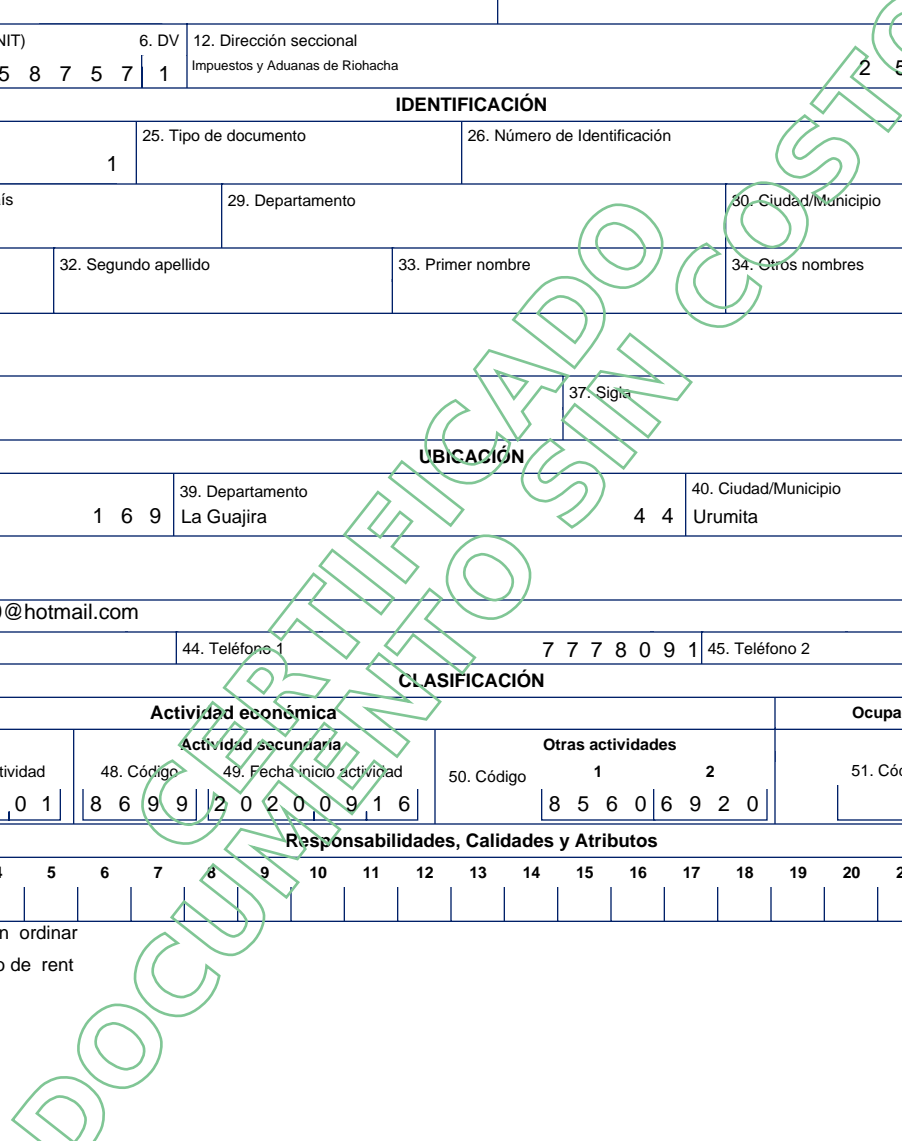 NIT) 6. DV 12. Dirección seccional
5 8 7 5 7 1 Impuestos y Aduanas de Riohacha 2 5
IDENTIFICACIÓN
25. Tipo de documento 26. Número de Identificación
1
ís 29. Departamento 30. Ciudad/Municipio
32. Segundo apellido 33. Primer nombre 34. Otros nombres
37. Sigla
UBICACIÓN
39. Departamento 40. Ciudad/Municipio
1 6 9 La Guajira 4 4 Urumita
@hotmail.com
44. Teléfono 1 7 7 7 8 0 9 1 45. Teléfono 2
CLASIFICACIÓN
Actividad económica Ocupa
Actividad secundaria Otras actividades
tividad 48. Código 49. Fecha inicio actividad 50. Código 1 2 51. Cód
0 1 8 6 9 9 2 0 2 0 0 9 1 6 8 5 6 0 6 9 2 0
Responsabilidades, Calidades y Atributos
5 6 7 8 9 10 11 12 13 14 15 16 17 18 19 20 2
n ordinar
o de rent
CERTIFICADO
DOCUMENTO SIN COSTO